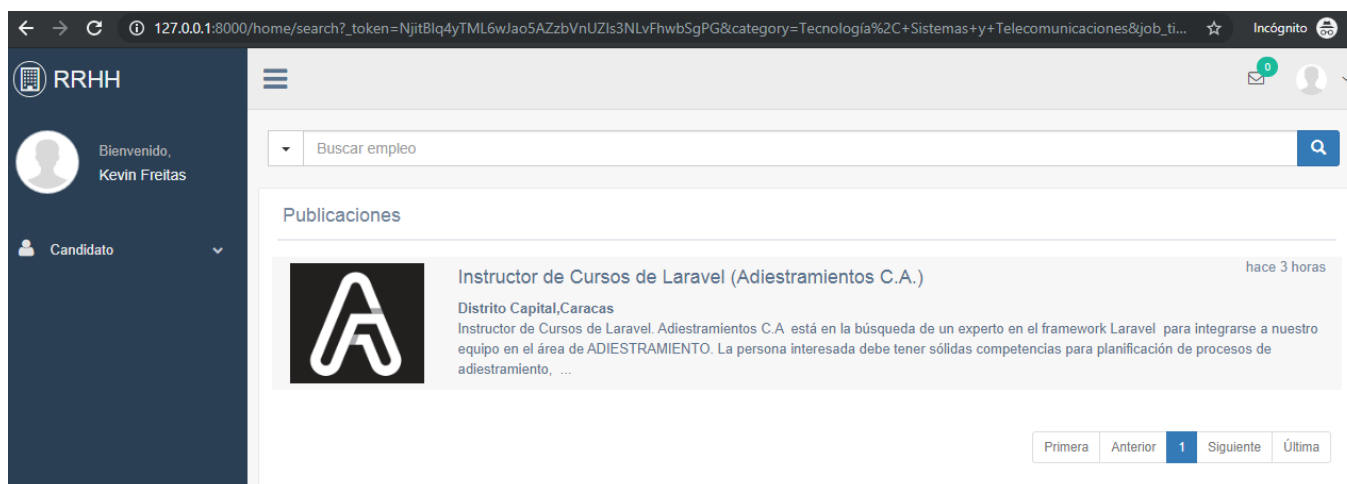 127.0.0.1:8000/home/search?_token=NjitBlq4yTML6wJao5AZzbVnUZIs3NLvFhwbSgPG&category=Tecnología%2C+Sistemas+y+Telecomunicaciones&job_ti...
Incógnito
RRHH
0
Bienvenido,
Kevin Freitas
Candidato
Buscar empleo
Publicaciones
Instructor de Cursos de Laravel (Adiestramientos C.A.)
hace 3 horas
Distrito Capital,Caracas
Instructor de Cursos de Laravel. Adiestramientos C.A está en la búsqueda de un experto en el framework Laravel para integrarse a nuestro
equipo en el área de ADIESTRAMIENTO. La persona interesada debe tener sólidas competencias para planificación de procesos de
adiestramiento, ...
Primera Anterior 1 Siguiente Última